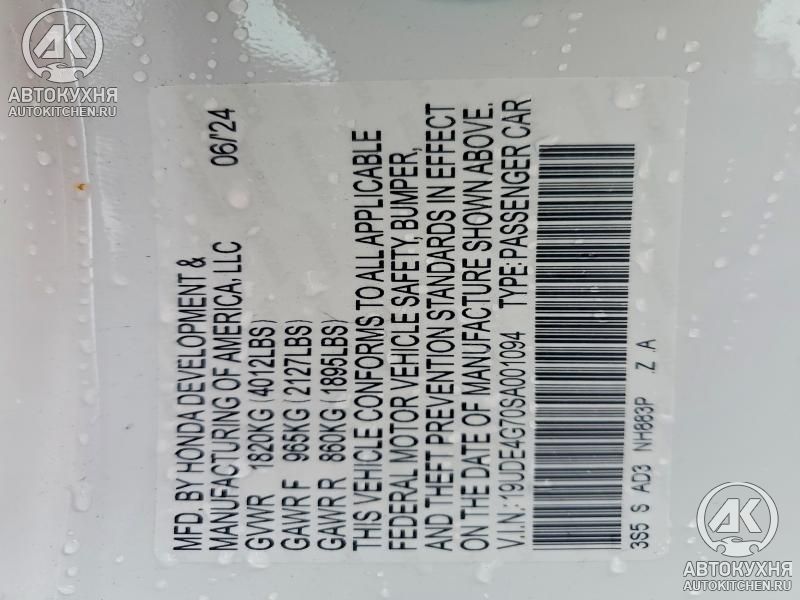 MFD. BY HONDA DEVELOPMENT & 06/'24
MANUFACTURING OF AMERICA, LLC
GVWR 1820KG (4012LBS)
GAWR F 965KG (2127LBS)
GAWR R 860KG (1895LBS)
THIS VEHICLE CONFORMS TO ALL APPLICABLE
FEDERAL MOTOR VEHICLE SAFETY, BUMPER,
AND THEFT PREVENTION STANDARDS IN EFFECT
ON THE DATE OF MANUFACTURE SHOWN ABOVE.
V.I.N.: 19UDE4G70SA001094 TYPE: PASSENGER CAR
3S5 S AD3 NH883P .Z .A
АК
АВТОКУХНЯ
AUTOKITCHEN.RU
АК
АВТОКУХНЯ
AUTOKITCHEN.RU